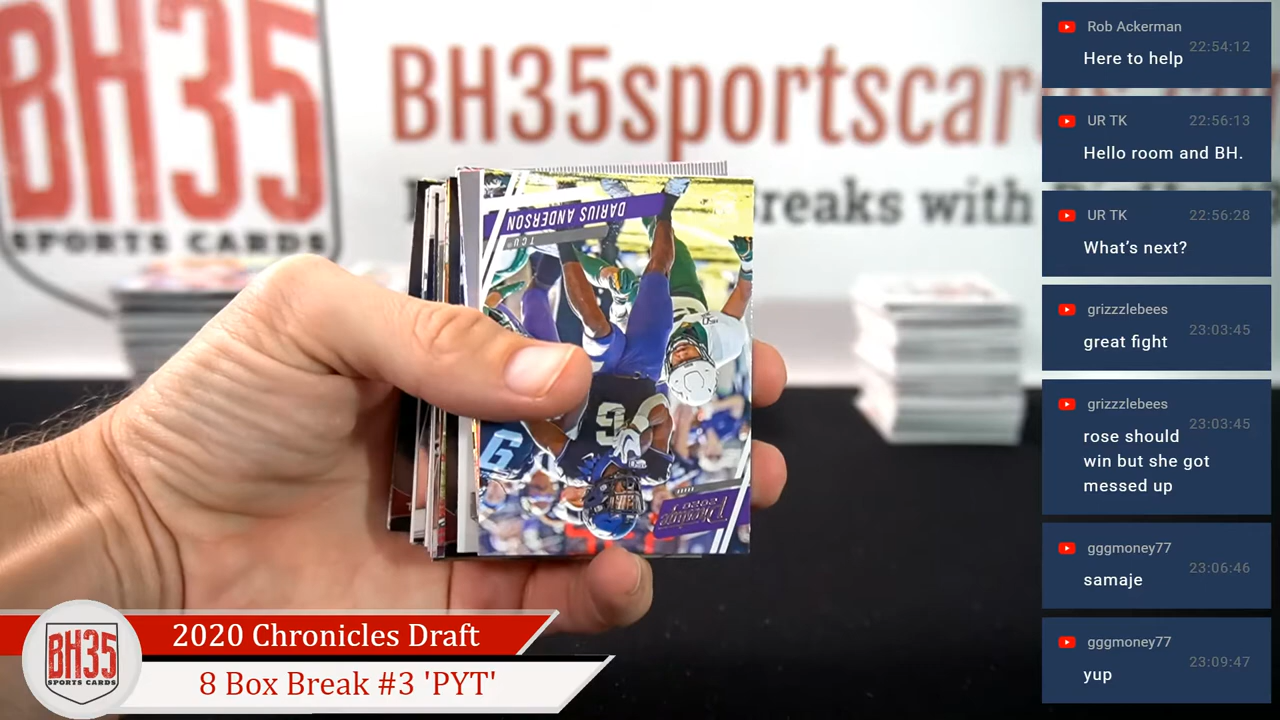 BH35
SPORTS CARDS
BH35sportscar
reaks with
DARIUS ANDERSON
TCU
2020
Prestige
Rob Ackerman
22:54:12
Here to help
UR TK
22:56:13
Hello room and BH.
UR TK
22:56:28
What's next?
grizzzlebees
23:03:45
great fight
grizzzlebees
23:03:45
rose should
win but she got
messed up
gggmoney77
23:06:46
samaje
gggmoney77
23:09:47
yup
BH35
SPORTS CARDS
2020 Chronicles Draft
8 Box Break #3 'PYT'